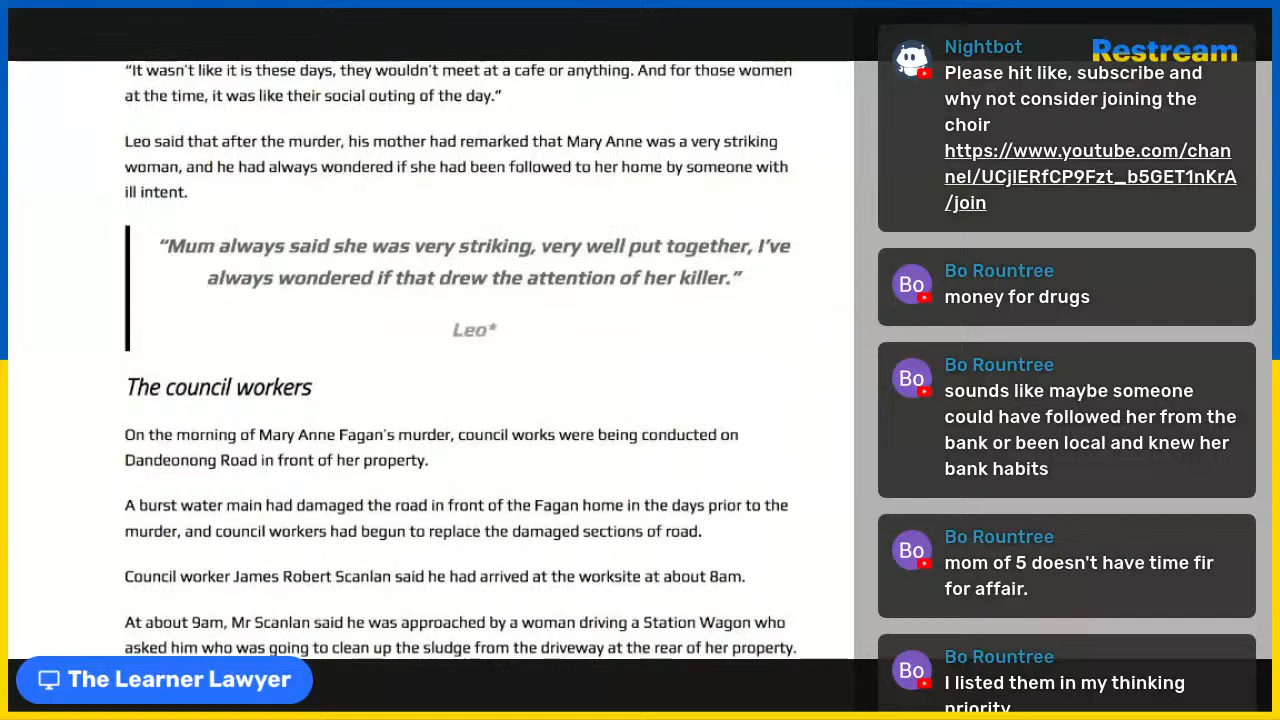 “It wasn’t like it is these days, they wouldn’t meet at a cafe or anything. And for those women
at the time, it was like their social outing of the day.”
Leo said that after the murder, his mother had remarked that Mary Anne was a very striking
woman, and he had always wondered if she had been followed to her home by someone with
ill intent.
“Mum always said she was very striking, very well put together, I’ve
always wondered if that drew the attention of her killer.”
Leo*
The council workers
On the morning of Mary Anne Fagan’s murder, council works were being conducted on
Dandeonong Road in front of her property.
A burst water main had damaged the road in front of the Fagan home in the days prior to the
murder, and council workers had begun to replace the damaged sections of road.
Council worker James Robert Scanlan said he had arrived at the worksite at about 8am.
At about 9am, Mr Scanlan said he was approached by a woman driving a Station Wagon who
asked him who was going to clean up the sludge from the driveway at the rear of her property.
The Learner Lawyer
Restream
Nightbot
Please hit like, subscribe and
why not consider joining the
choir
https://www.youtube.com/chan
nel/UCjlERfCP9Fzt_b5GET1nKrA
/join
Bo
Bo Rountree
money for drugs
Bo
Bo Rountree
sounds like maybe someone
could have followed her from the
bank or been local and knew her
bank habits
Bo
Bo Rountree
mom of 5 doesn't have time fir
for affair.
Bo
Bo Rountree
I listed them in my thinking
priority